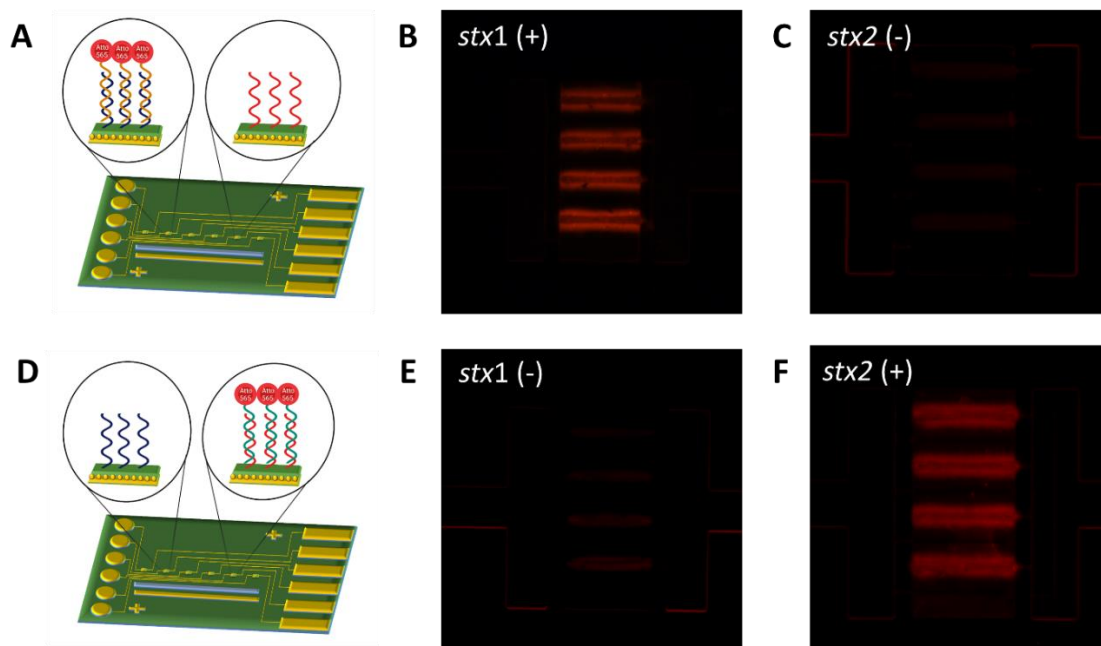 A
Atto 565 Atto 565 Atto 565
B
stx1 (+)
C
stx2 (-)
D
Atto 565 Atto 565 Atto 565
E
stx1 (-)
F
stx2 (+)